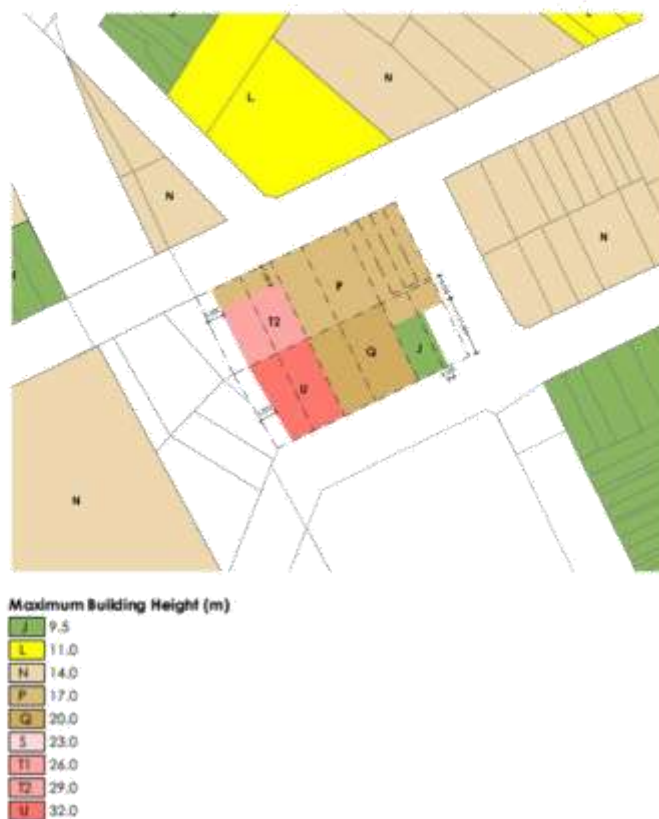 L
L
N
N
N
P
T2
Q
J
U
N
Maximum Building Height (m)
J 9.5
L 11.0
N 14.0
P 17.0
Q 20.0
S 23.0
T1 26.0
T2 29.0
U 32.0